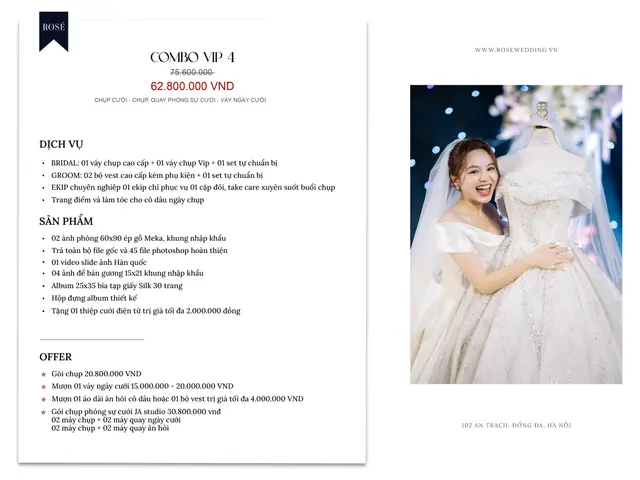 ROSÉ
COMBO VIP 4
75.600.000
62.800.000 VND
CHỤP CƯỚI - CHỤP, QUAY PHÓNG SỰ CƯỚI - VÁY NGÀY CƯỚI
DỊCH VỤ
• BRIDAL: 01 váy chụp cao cấp + 01 váy chụp Vip + 01 set tự chuẩn bị
• GROOM: 02 bộ vest cao cấp kèm phụ kiện + 01 set tự chuẩn bị
• EKIP chuyên nghiệp 01 ekip chỉ phục vụ 01 cặp đôi, take care xuyên suốt buổi chụp
• Trang điểm và làm tóc cho cô dâu ngày chụp
SẢN PHẨM
• 02 ảnh phóng 60x90 ép gỗ Meka, khung nhập khẩu
• Trả toàn bộ file gốc và 45 file photoshop hoàn thiện
• 01 video slide ảnh Hàn quốc
• 04 ảnh để bàn gương 15x21 khung nhập khẩu
• Album 25x35 bìa tạp giấy Silk 30 trang
• Hộp đựng album thiết kế
• Tặng 01 thiệp cưới điện tử trị giá tối đa 2.000.000 đồng
OFFER
★ Gói chụp 20.800.000 VND
★ Mượn 01 váy ngày cưới 15.000.000 - 20.000.000 VND
★ Mượn 01 áo dài ăn hỏi cô dâu hoặc 01 bộ vest trị giá tối đa 4.000.000 VND
★ Gói chụp phóng sự cưới JA studio 30.800.000 vnđ
02 máy chụp + 02 máy quay ngày cưới
02 máy chụp + 02 máy quay ăn hỏi
WWW.ROSEWEDDING.VN
102 AN TRẠCH, ĐỐNG ĐA, HÀ NỘI